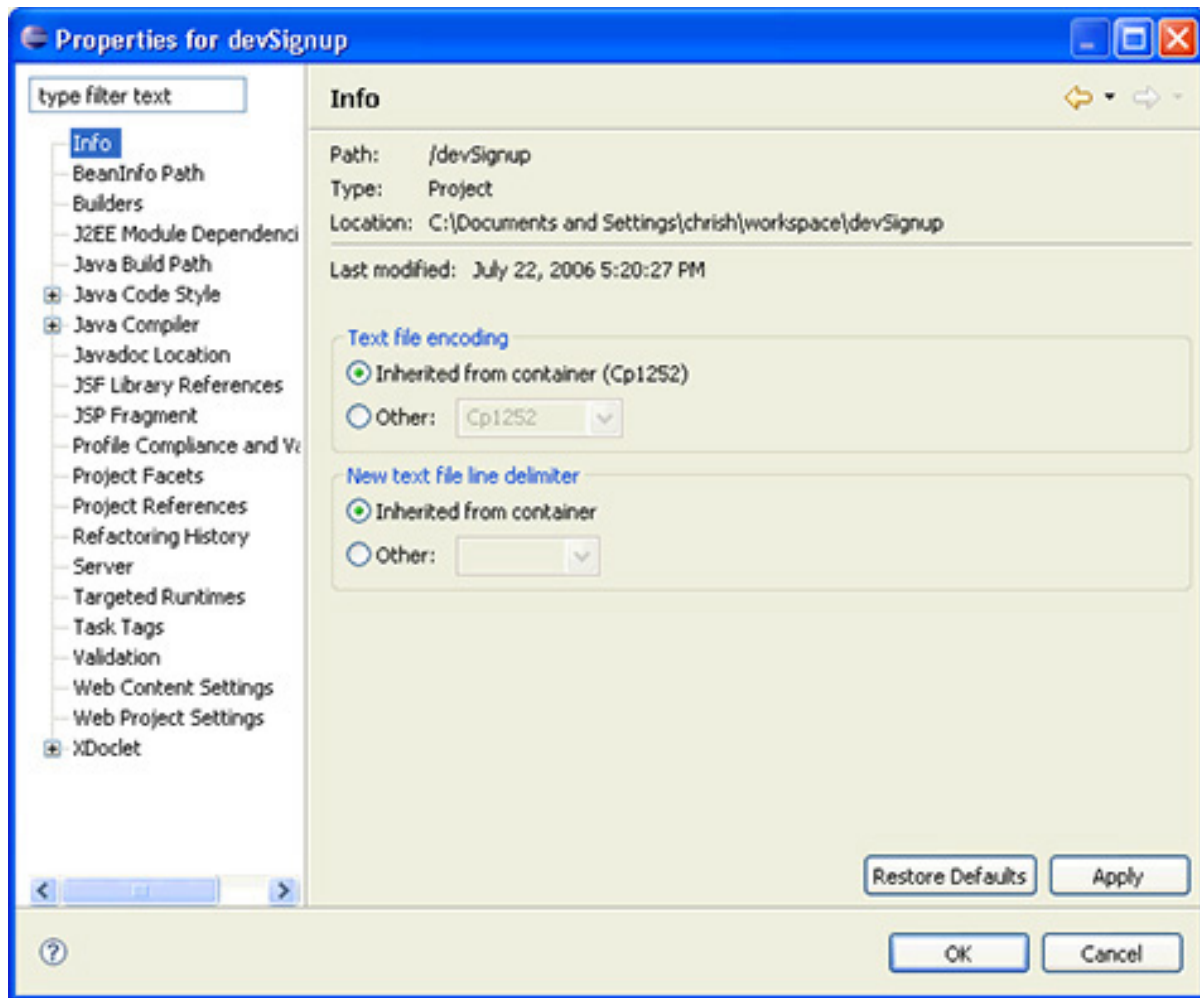 Properties for devSignup
type filter text
Info
BeanInfo Path
Builders
J2EE Module Dependenci
Java Build Path
Java Code Style
Java Compiler
Javadoc Location
JSF Library References
JSP Fragment
Profile Compliance and Va
Project Facets
Project References
Refactoring History
Server
Targeted Runtimes
Task Tags
Validation
Web Content Settings
Web Project Settings
XDoclet
Info
Path: /devSignup
Type: Project
Location: C:\Documents and Settings\chrish\workspace\devSignup
Last modified: July 22, 2006 5:20:27 PM
Text file encoding
Inherited from container (Cp1252)
Other: Cp1252
New text file line delimiter
Inherited from container
Other:
Restore Defaults Apply
? OK Cancel